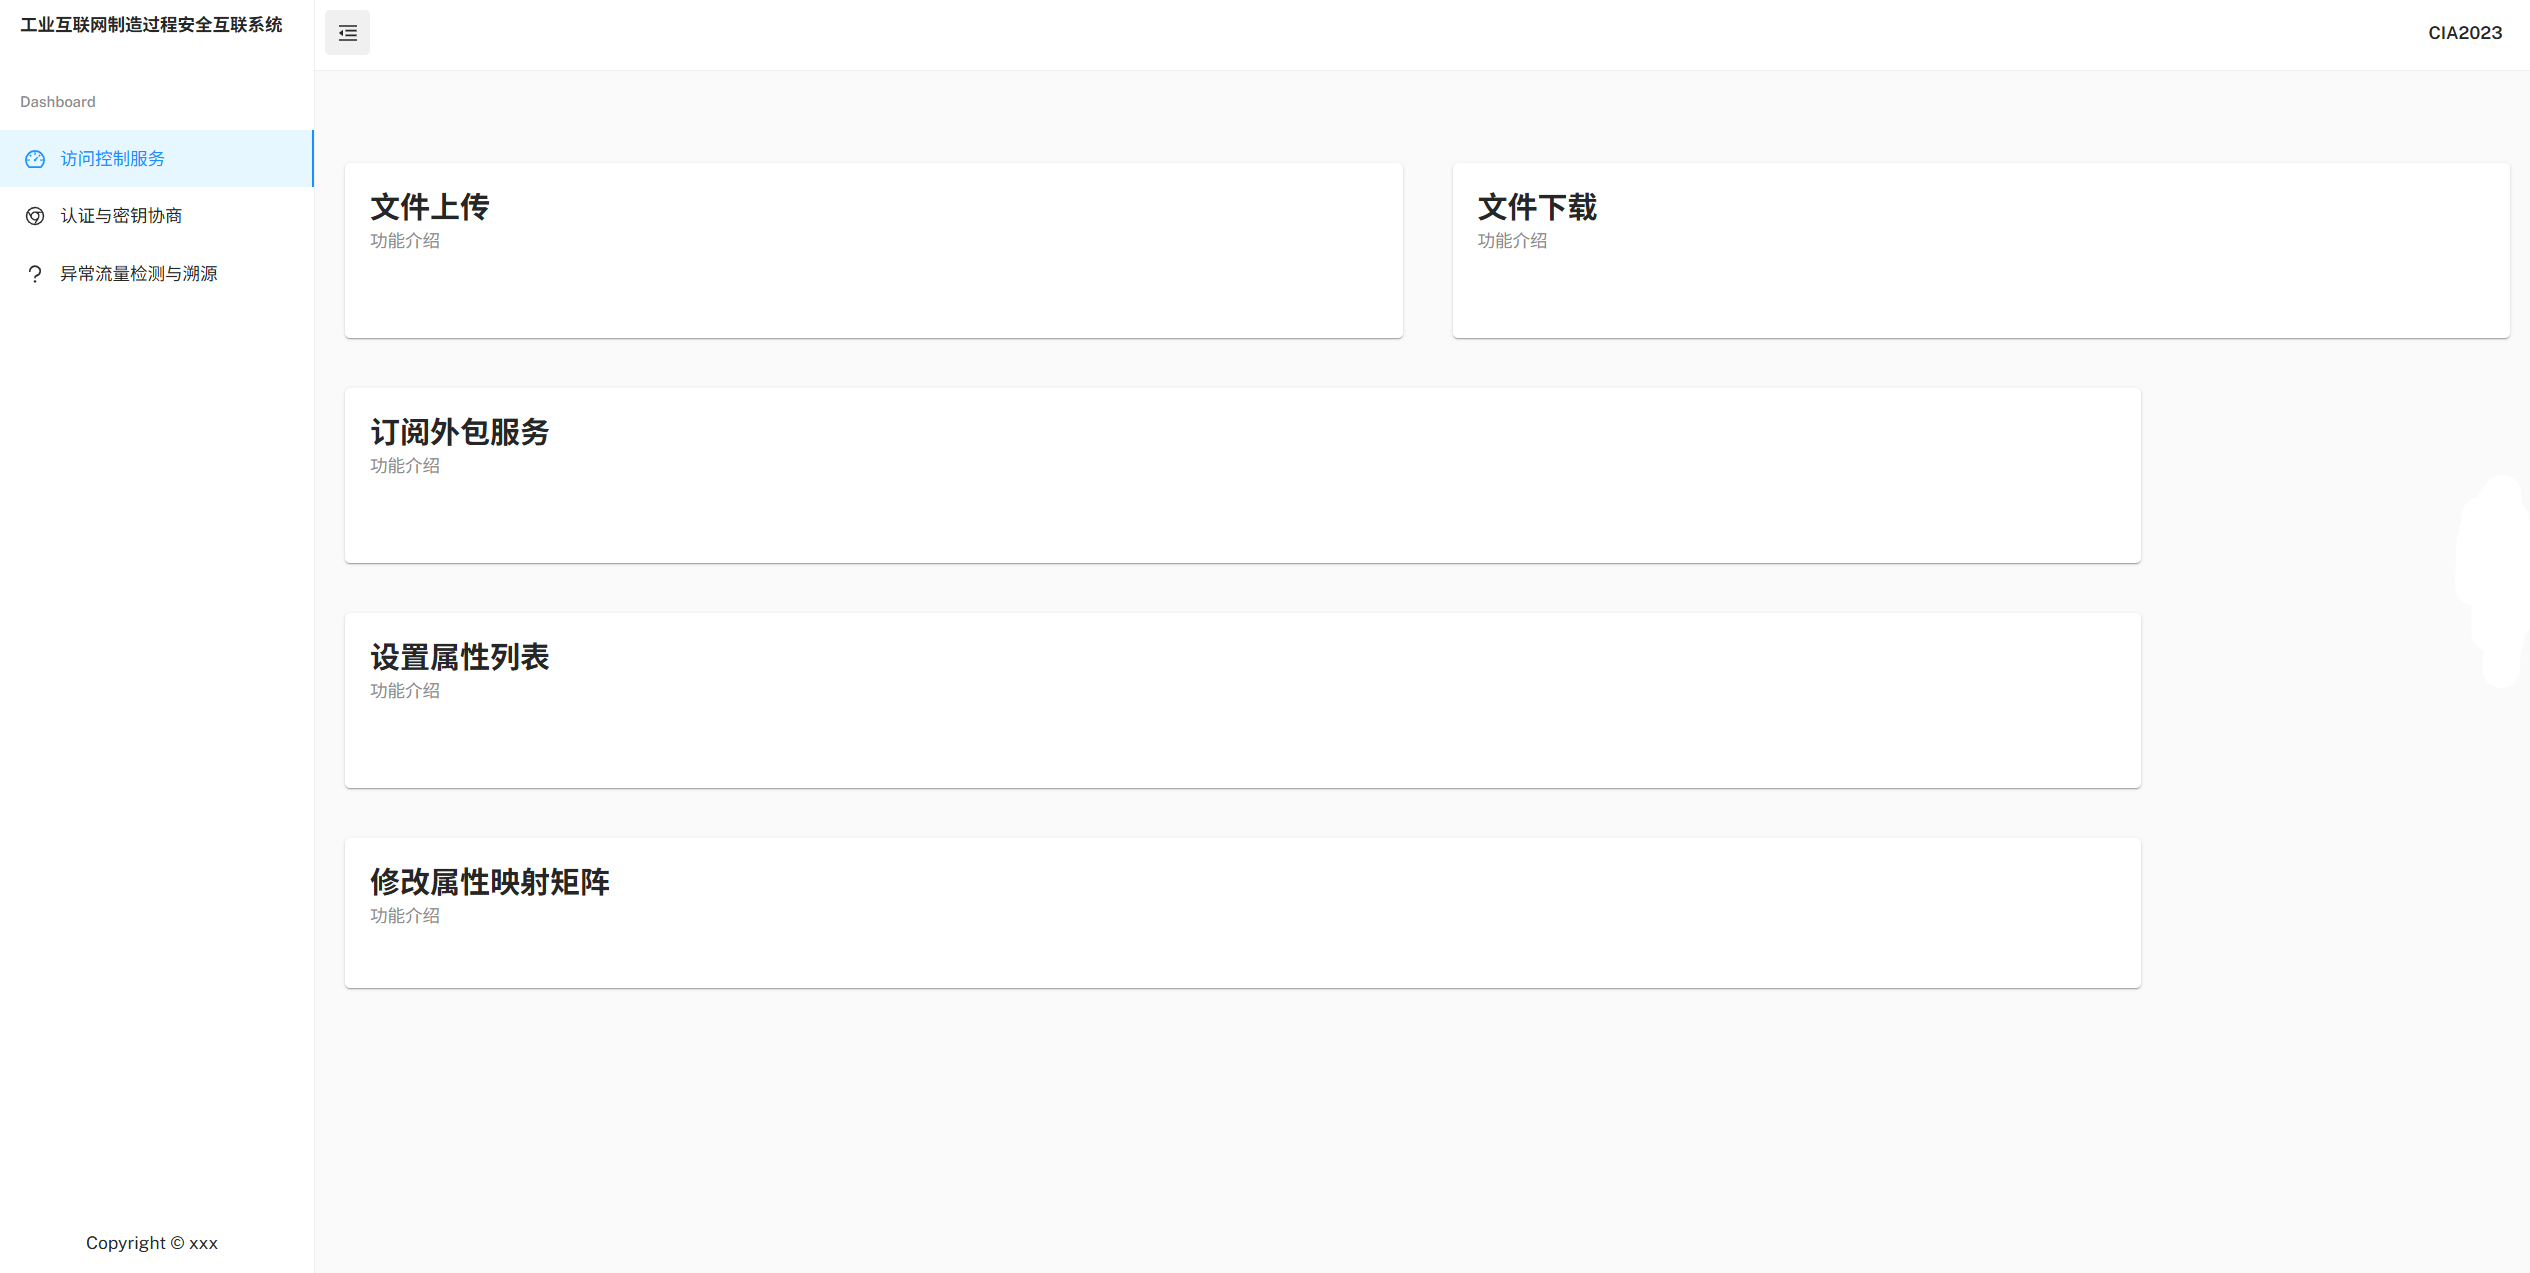 工业互联网制造过程安全互联系统
CIA2023
Dashboard
访问控制服务
认证与密钥协商
异常流量检测与溯源
文件上传
功能介绍
文件下载
功能介绍
订阅外包服务
功能介绍
设置属性列表
功能介绍
修改属性映射矩阵
功能介绍
Copyright © xxx